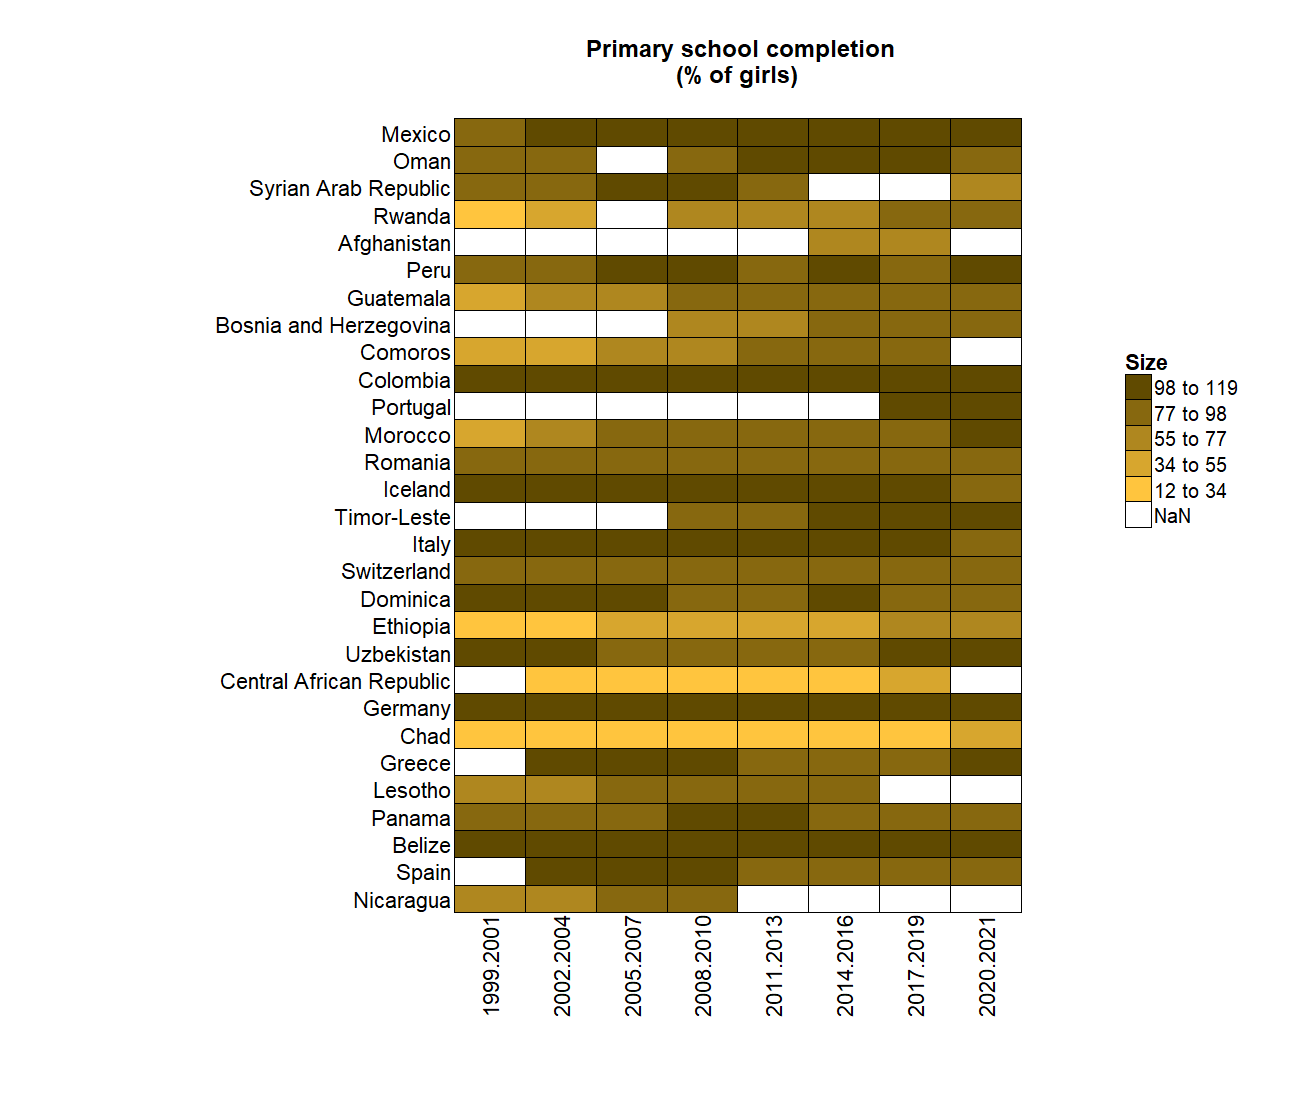 Primary school completion
(% of girls)
Mexico
Oman
Syrian Arab Republic
Rwanda
Afghanistan
Peru
Guatemala
Bosnia and Herzegovina
Comoros
Colombia
Portugal
Morocco
Romania
Iceland
Timor-Leste
Italy
Switzerland
Dominica
Ethiopia
Uzbekistan
Central African Republic
Germany
Chad
Greece
Lesotho
Panama
Belize
Spain
Nicaragua
1999.2001
2002.2004
2005.2007
2008.2010
2011.2013
2014.2016
2017.2019
2020.2021
Size
98 to 119
77 to 98
55 to 77
34 to 55
12 to 34
NaN